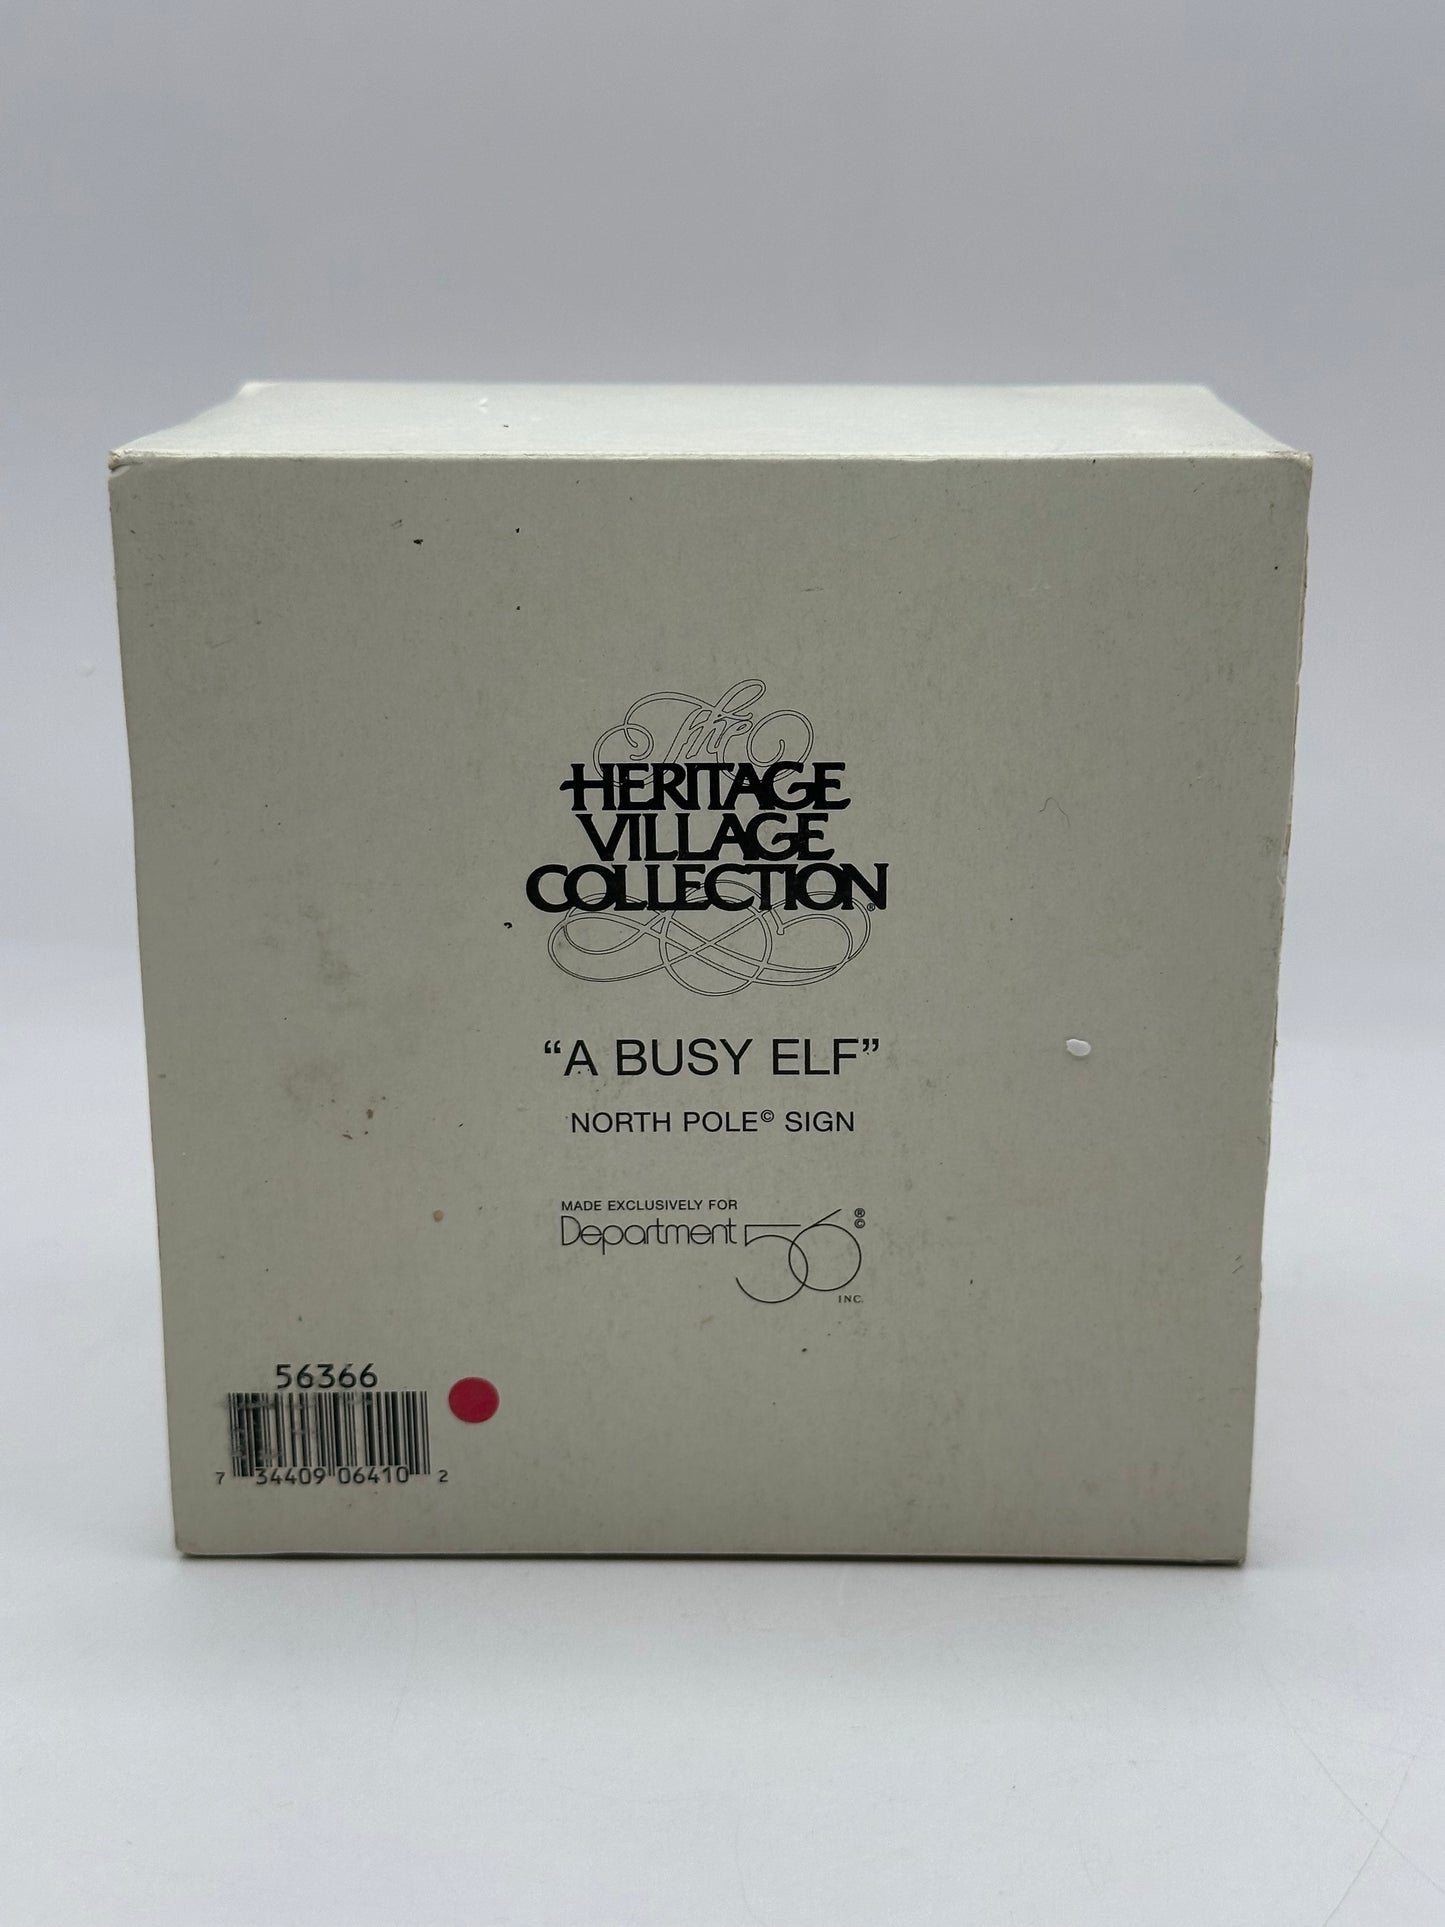 The
HERITAGE
VILLAGE
COLLECTION®
“A BUSY ELF”
NORTH POLE© SIGN
MADE EXCLUSIVELY FOR
Department 56 ® ©
INC.
56366
7 34409 06410 2